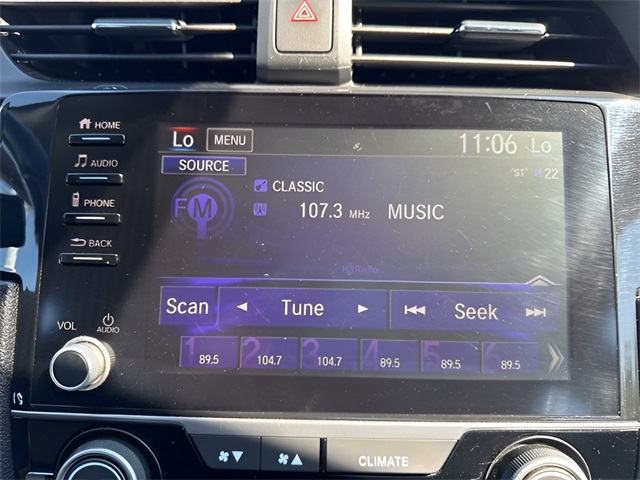 HOME
AUDIO
PHONE
BACK
VOL
AUDIO
Lo MENU 11:06 Lo
SOURCE ST 22
CLASSIC
FM 107.3 MHz MUSIC
HD Radio
Scan Tune Seek
1 89.5 2 104.7 3 104.7 4 89.5 5 89.5 6 89.5
CLIMATE